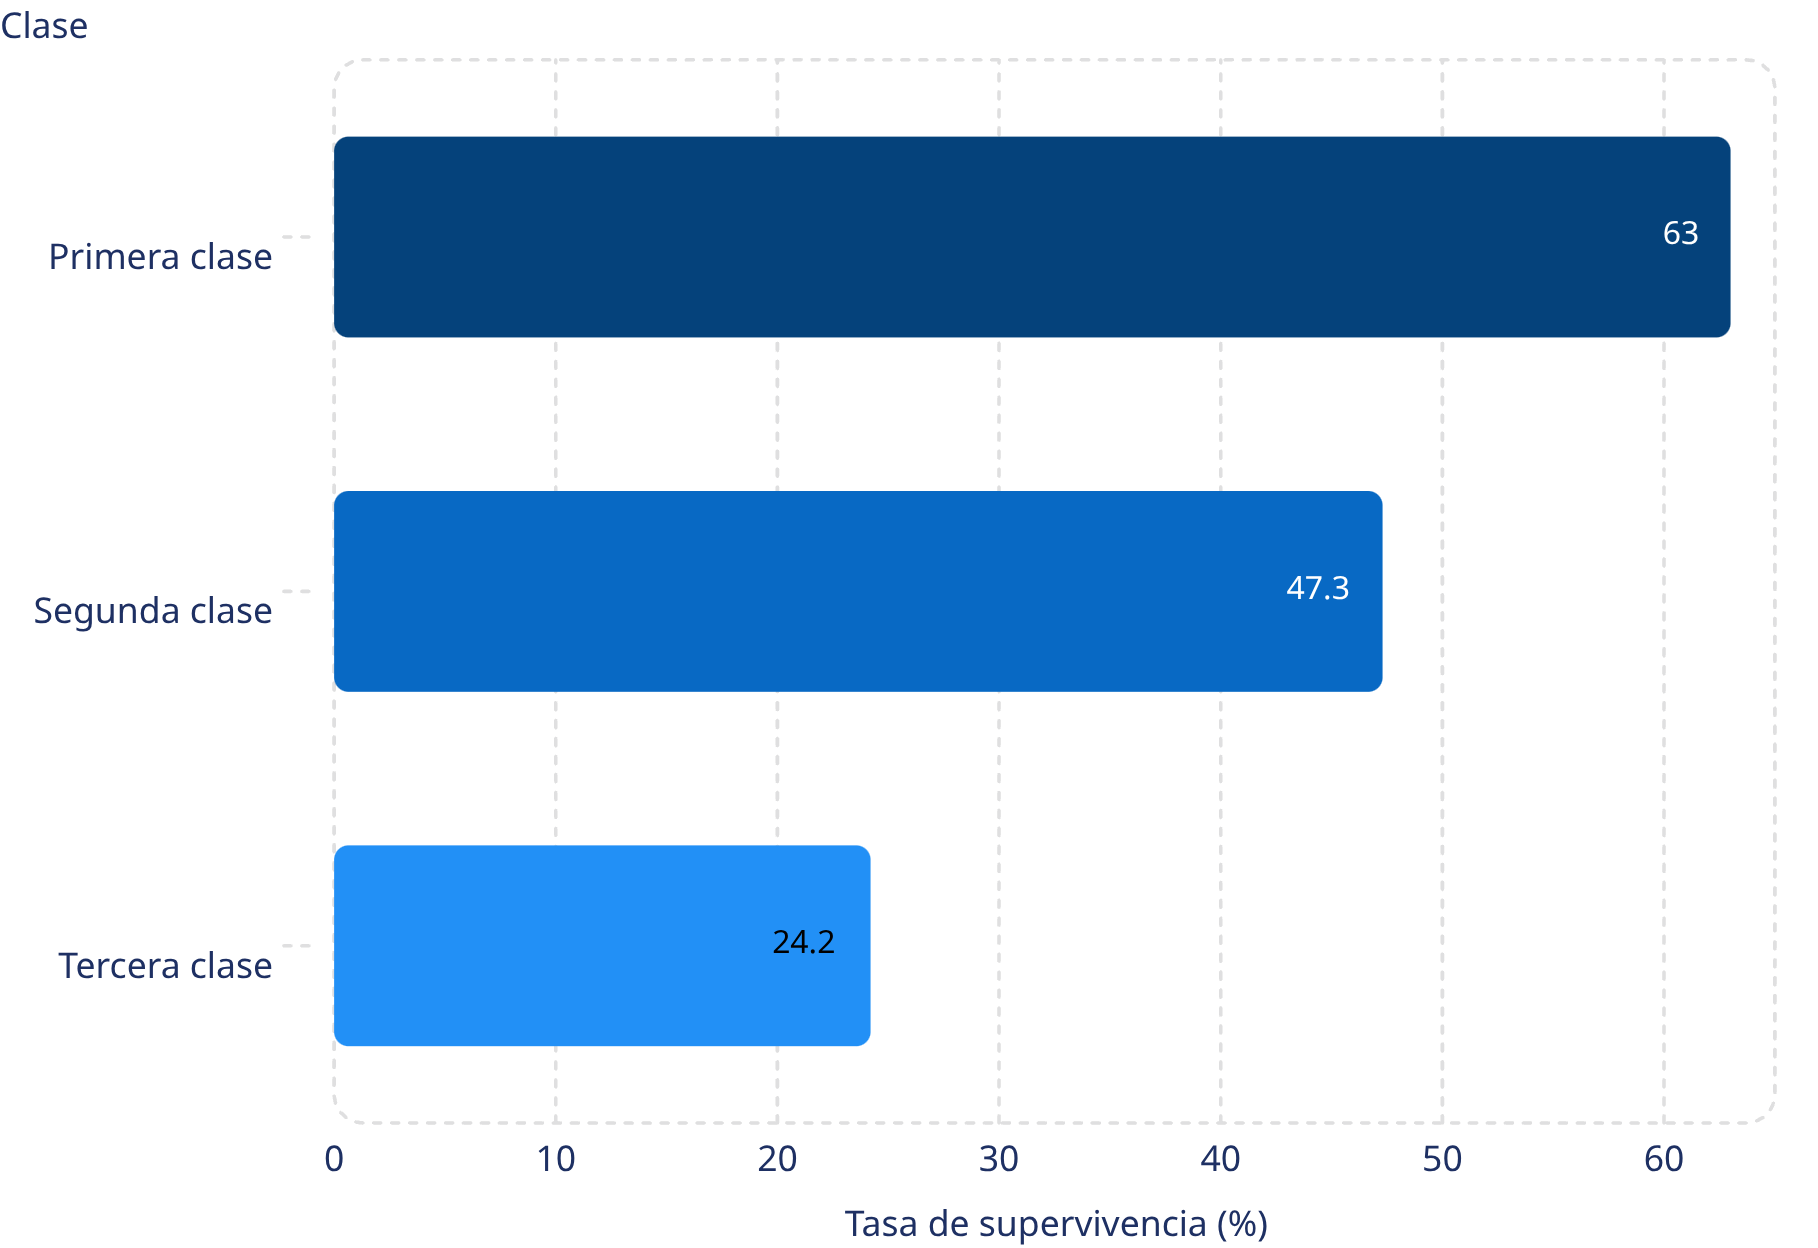 Clase
Primera clase
63
Segunda clase
47.3
Tercera clase
24.2
0 10 20 30 40 50 60
Tasa de supervivencia (%)